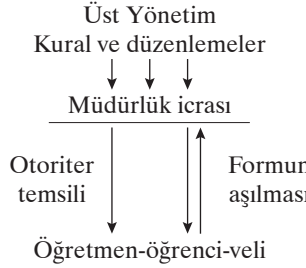 Üst Yönetim
Kural ve düzenlemeler
Müdürlük icrası
Otoriter
temsili
Formun
aşılması
Öğretmen-öğrenci-veli